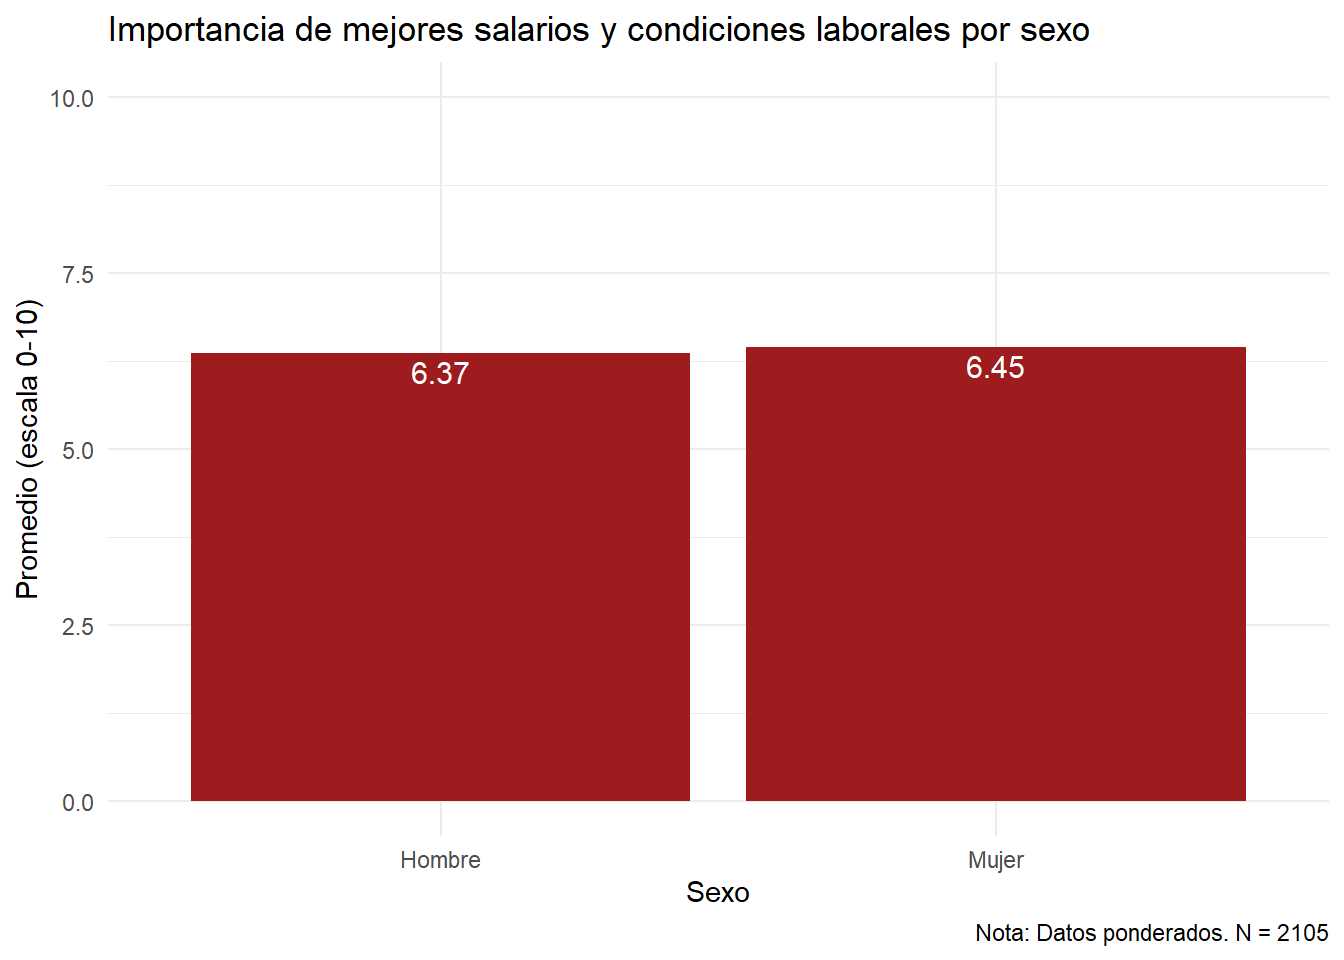 Importancia de mejores salarios y condiciones laborales por sexo
Promedio (escala 0-10)
10.0
7.5
5.0
2.5
0.0
6.37
6.45
Hombre
Mujer
Sexo
Nota: Datos ponderados. N = 2105